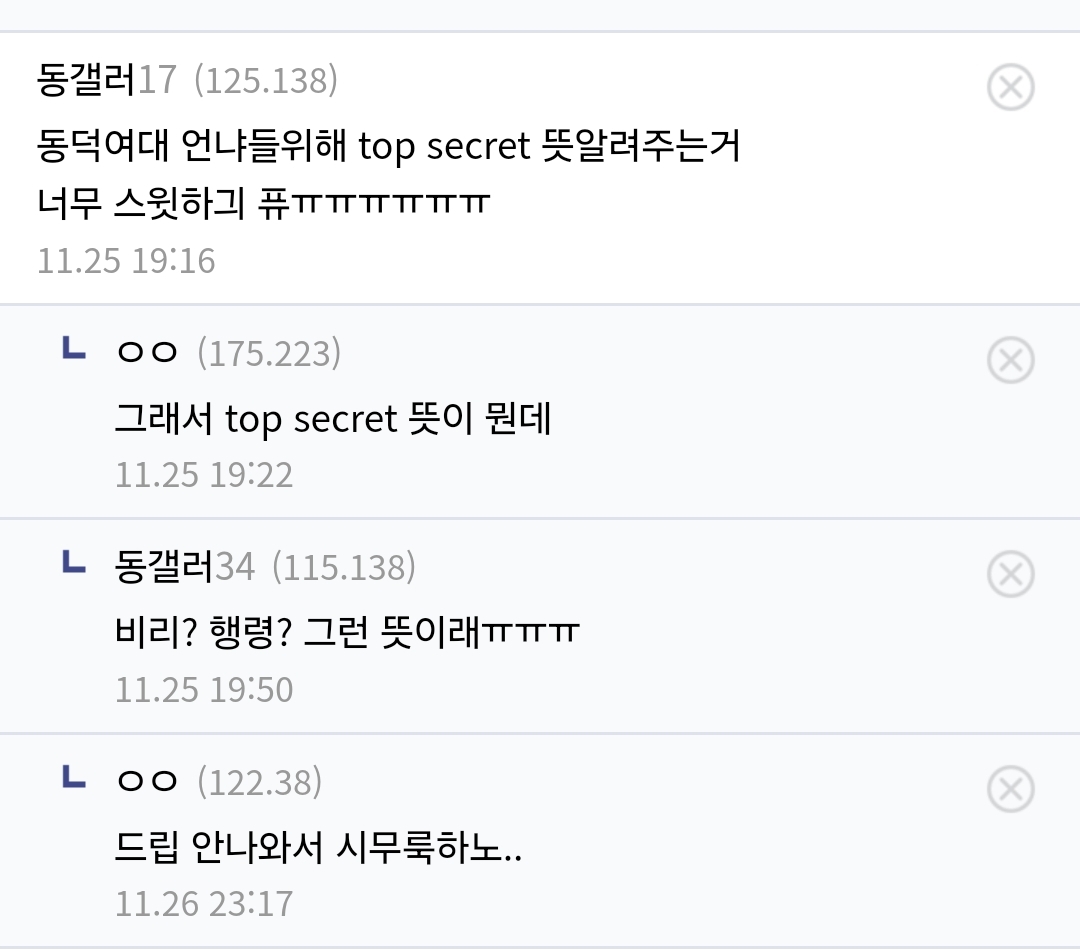 동갤러17 (125.138)
동덕여대 언냐들위해 top secret 뜻알려주는거
너무 스윗하긔 퓨ㅠㅠㅠㅠㅠㅠ
11.25 19:16
ㅇㅇ (175.223)
그래서 top secret 뜻이 뭔데
11.25 19:22
동갤러34 (115.138)
비리? 행령? 그런 뜻이래ㅠㅠㅠ
11.25 19:50
ㅇㅇ (122.38)
드립 안나와서 시무룩하노..
11.26 23:17